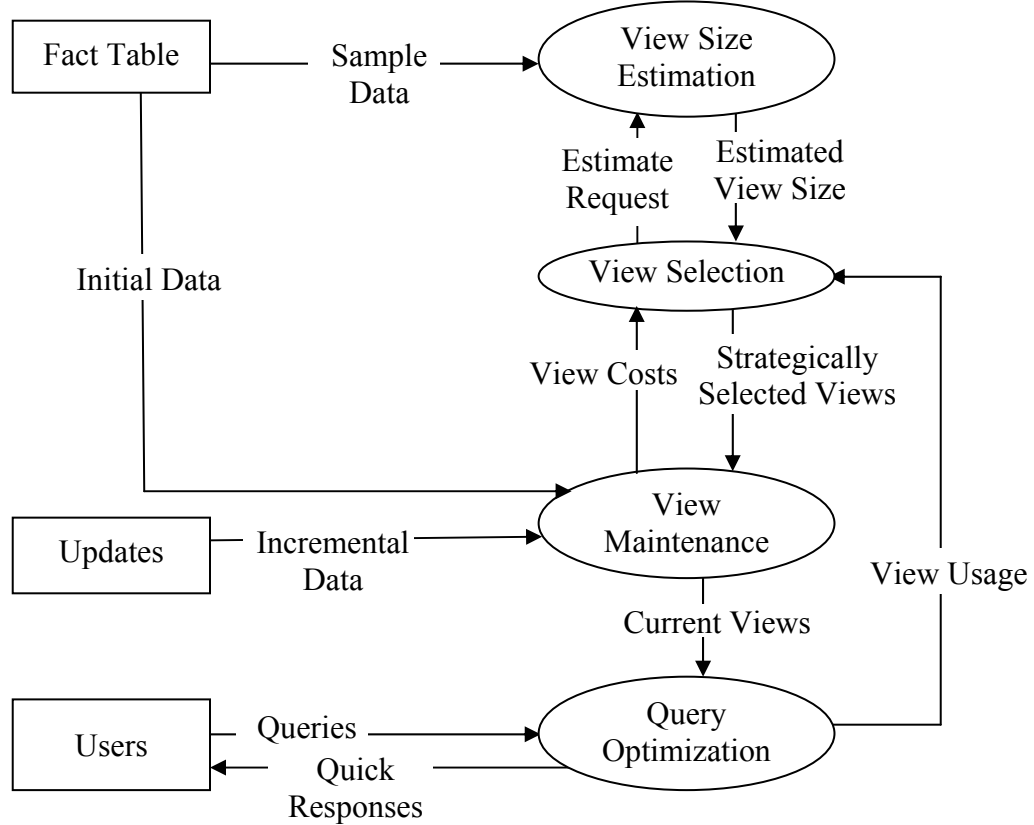 Fact Table
Sample
Data
View Size
Estimation
Estimate
Request
Estimated
View Size
Initial Data
View Selection
View Costs
Strategically
Selected Views
View
Maintenance
Updates
Incremental
Data
View Usage
Current Views
Users
Queries
Quick
Responses
Query
Optimization